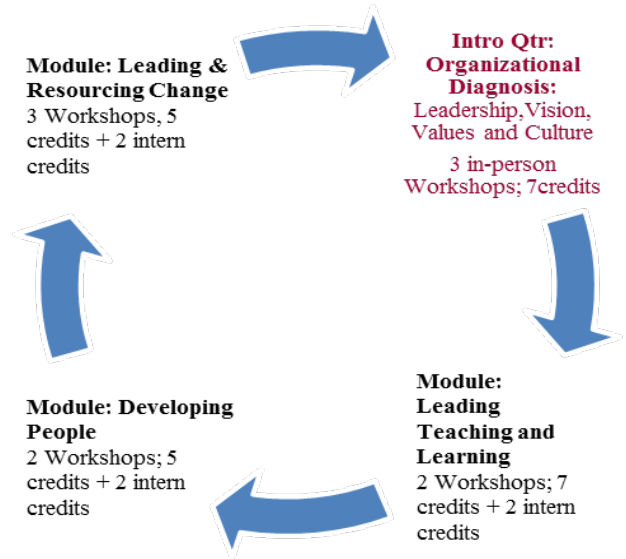 Intro Qtr:
Organizational
Diagnosis:
Leadership,Vision,
Values and Culture
3 in-person
Workshops; 7credits
Module:
Leading
Teaching and
Learning
2 Workshops; 7
credits + 2 intern
credits
Module: Developing
People
2 Workshops; 5
credits + 2 intern
credits
Module: Leading &
Resourcing Change
3 Workshops, 5
credits + 2 intern
credits